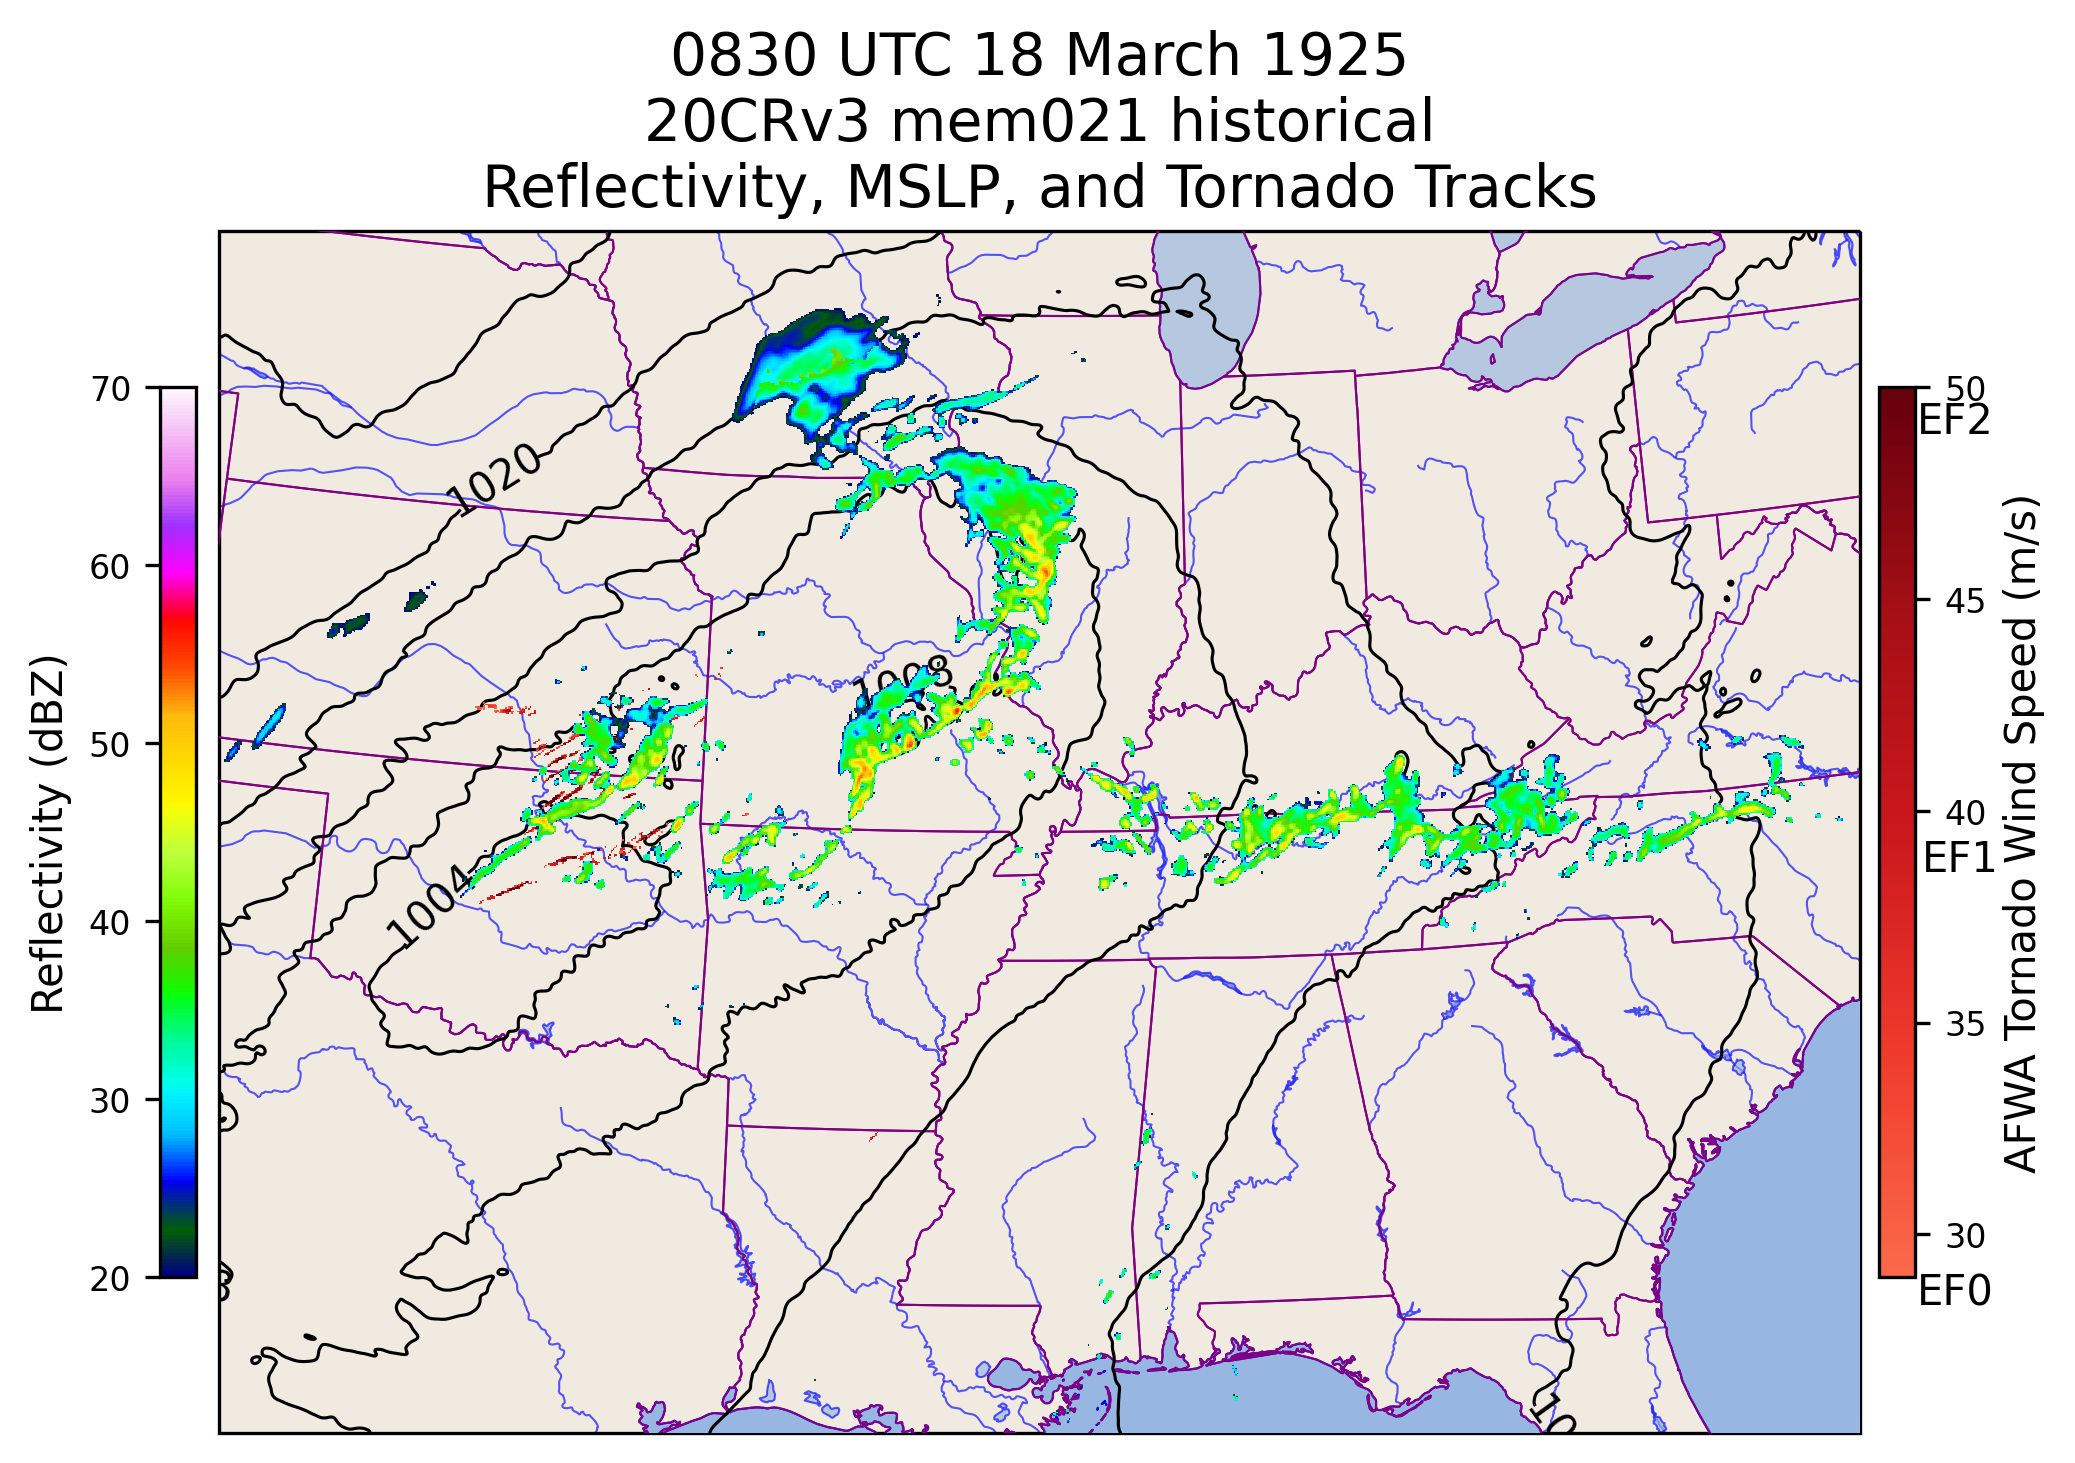 0830 UTC 18 March 1925
20CRv3 mem021 historical
Reflectivity, MSLP, and Tornado Tracks
Reflectivity (dBZ)
70
60
50
40
30
20
1020
1008
1004
10
50
EF2
45
40
EF1
35
30
EF0
AFWA Tornado Wind Speed (m/s)